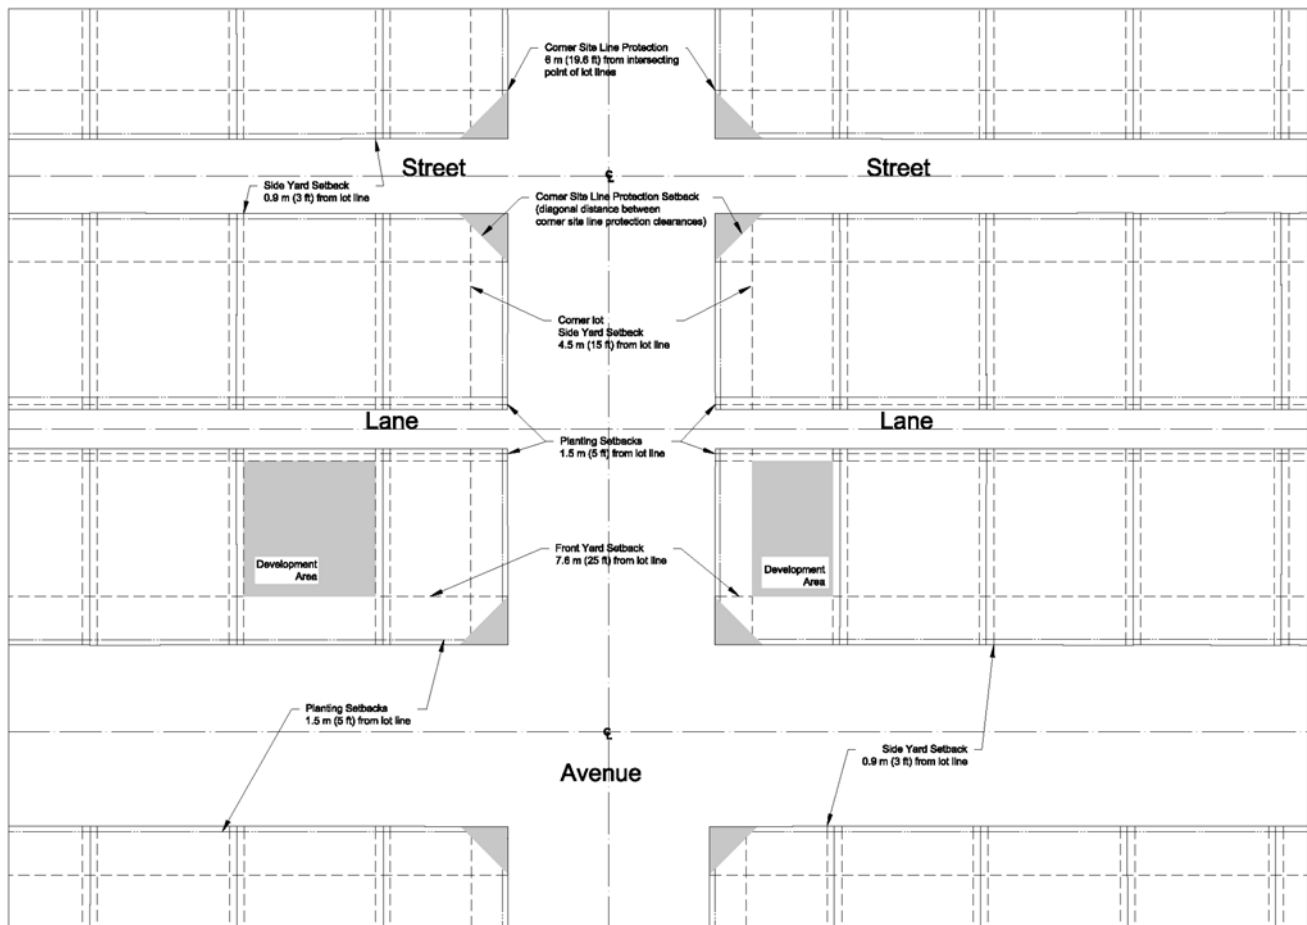 Corner Site Line Protection
6 m (19.6 ft) from intersecting
point of lot lines
Street
Street
℄
Side Yard Setback
0.9 m (3 ft) from lot line
Corner Site Line Protection Setback
(diagonal distance between
corner site line protection clearances)
Corner lot
Side Yard Setback
4.5 m (15 ft) from lot line
Lane
Lane
Planting Setbacks
1.5 m (5 ft) from lot line
Front Yard Setback
7.6 m (25 ft) from lot line
Development
Area
Development
Area
Planting Setbacks
1.5 m (5 ft) from lot line
℄
Side Yard Setback
0.9 m (3 ft) from lot line
Avenue